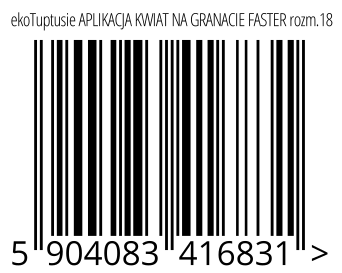 ekoTuptusie APLIKACJA KWIAT NA GRANACIE FASTER rozm.18
5 904083 416831 >